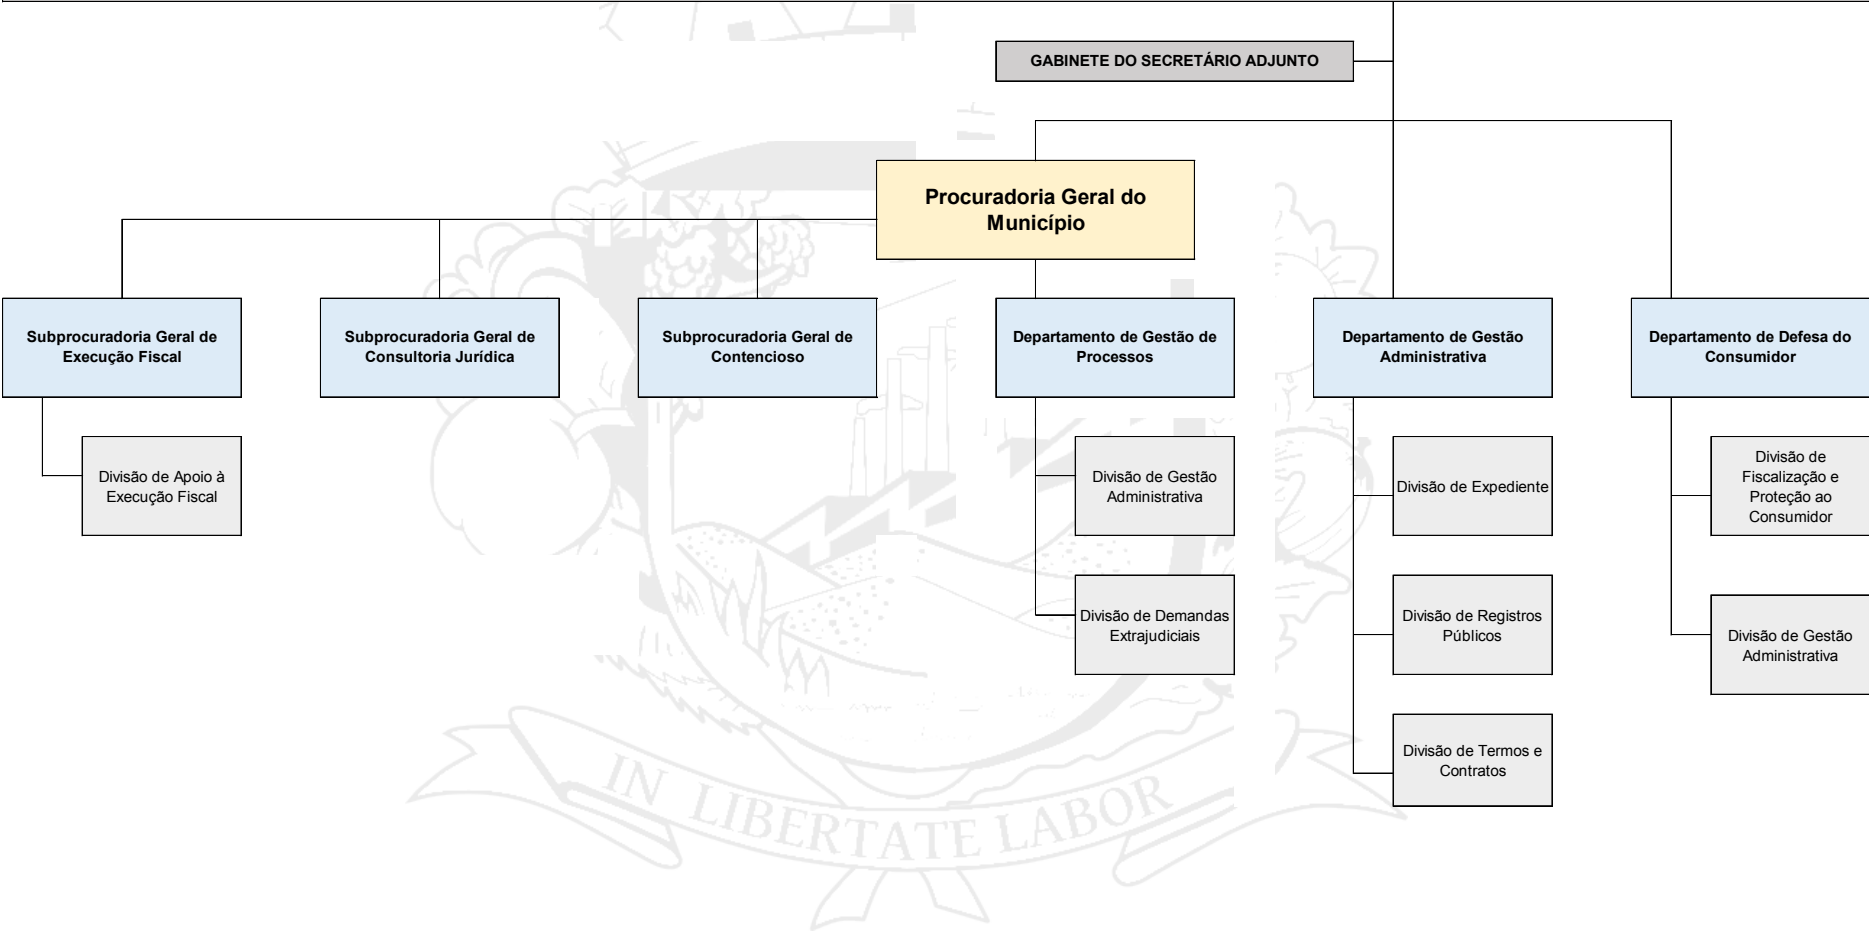 GABINETE DO SECRETÁRIO ADJUNTO
Procuradoria Geral do
Município
Subprocuradoria Geral de
Execução Fiscal
Subprocuradoria Geral de
Consultoria Jurídica
Subprocuradoria Geral de
Contencioso
Departamento de Gestão de
Processos
Departamento de Gestão
Administrativa
Departamento de Defesa do
Consumidor
Divisão de Apoio à
Execução Fiscal
Divisão de Gestão
Administrativa
Divisão de Expediente
Divisão de
Fiscalização e
Proteção ao
Consumidor
Divisão de Demandas
Extrajudiciais
Divisão de Registros
Públicos
Divisão de Gestão
Administrativa
Divisão de Termos e
Contratos
IN LIBERTATE LABOR